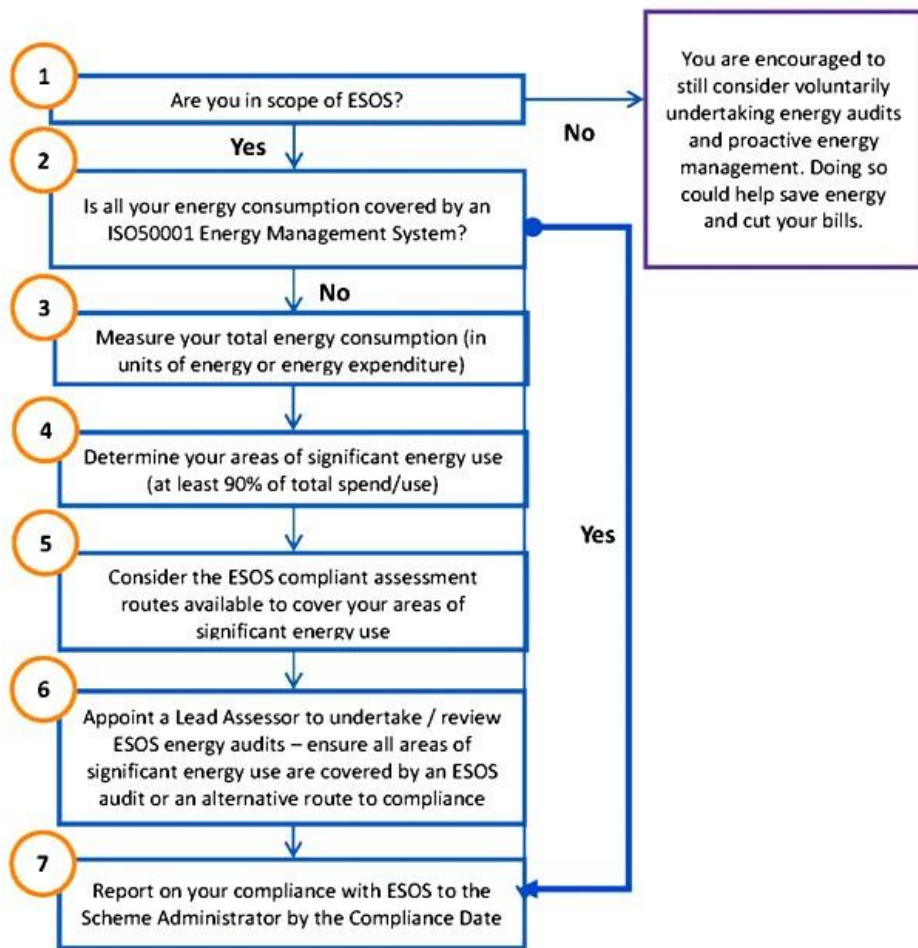 1
Are you in scope of ESOS?
No
You are encouraged to
still consider voluntarily
undertaking energy audits
and proactive energy
management. Doing so
could help save energy
and cut your bills.
Yes
2
Is all your energy consumption covered by an
ISO50001 Energy Management System?
No
3
Measure your total energy consumption (in
units of energy or energy expenditure)
4
Determine your areas of significant energy use
(at least 90% of total spend/use)
Yes
5
Consider the ESOS compliant assessment
routes available to cover your areas of
significant energy use
6
Appoint a Lead Assessor to undertake / review
ESOS energy audits – ensure all areas of
significant energy use are covered by an ESOS
audit or an alternative route to compliance
7
Report on your compliance with ESOS to the
Scheme Administrator by the Compliance Date